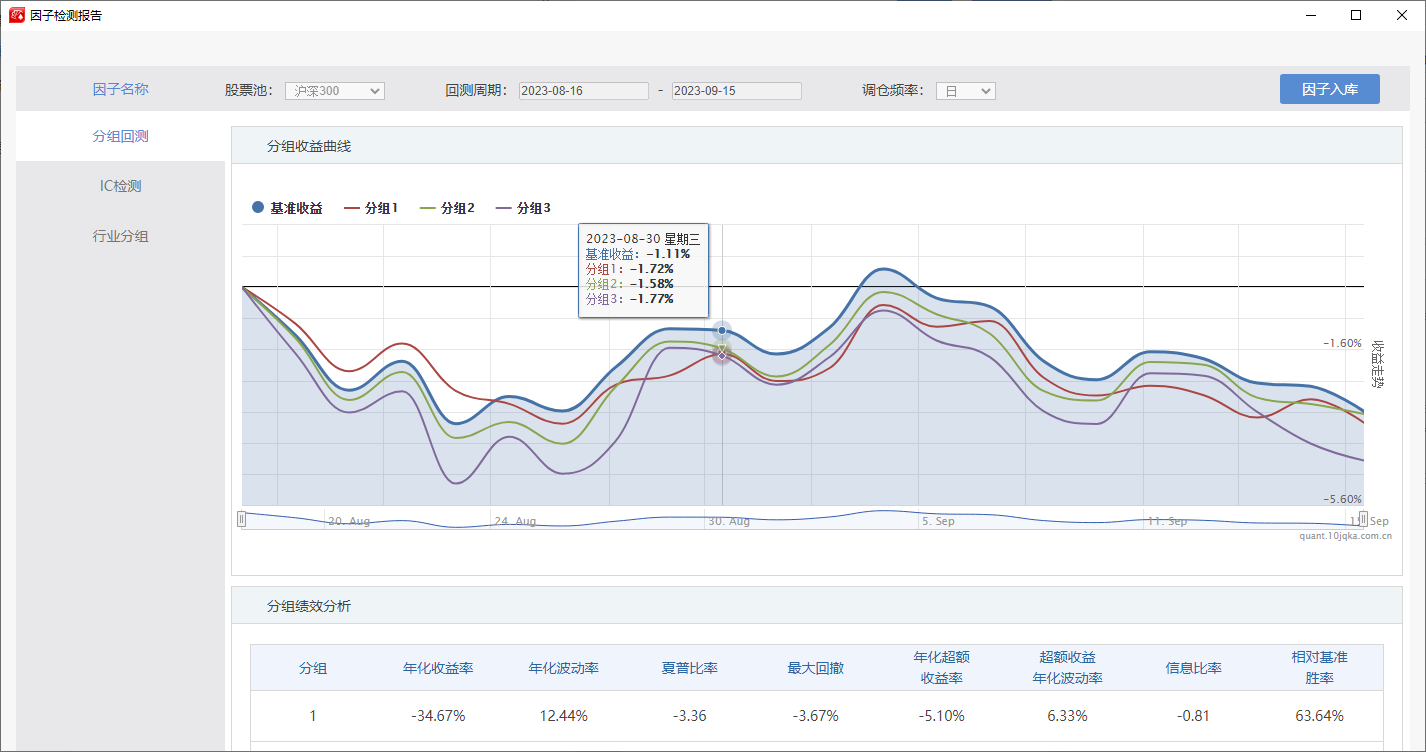 因子检测报告
因子名称 股票池： 沪深300 回测周期： 2023-08-16 - 2023-09-15 调仓频率： 日 因子入库
分组回测
IC检测
行业分组
分组收益曲线
基准收益 分组1 分组2 分组3
2023-08-30 星期三
基准收益：-1.11%
分组1：-1.72%
分组2：-1.58%
分组3：-1.77%
-1.60%
收益走势
-5.60%
20. Aug 24. Aug 30. Aug 5. Sep 11. Sep 15. Sep
quant.10jqka.com.cn
分组绩效分析
分组 年化收益率 年化波动率 夏普比率 最大回撤 年化超额 收益率 超额收益 年化波动率 信息比率 相对基准 胜率
1 -34.67% 12.44% -3.36 -3.67% -5.10% 6.33% -0.81 63.64%